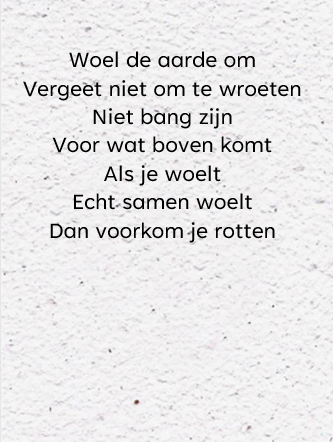 Woel de aarde om
Vergeet niet om te wroeten
Niet bang zijn
Voor wat boven komt
Als je woelt
Echt samen woelt
Dan voorkom je rotten